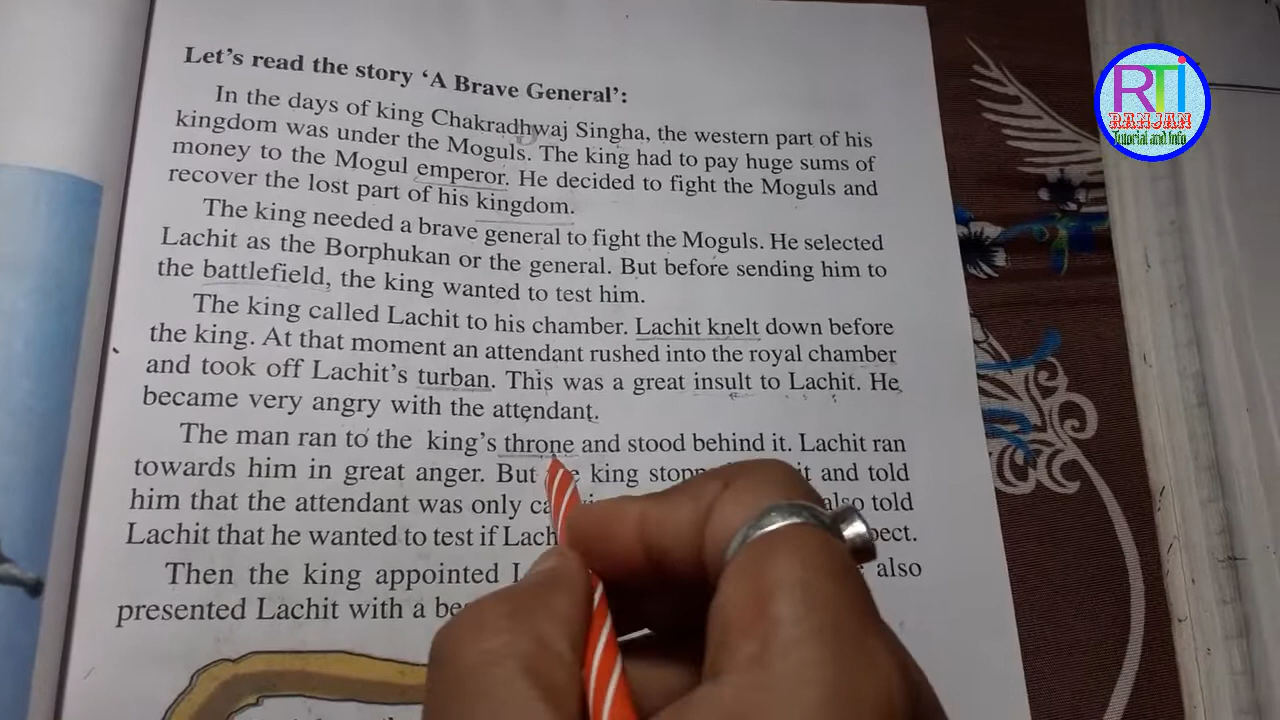 Let's read the story 'A Brave General':
In the days of king Chakradhwaj Singha, the western part of his
kingdom was under the Moguls. The king had to pay huge sums of
money to the Mogul emperor. He decided to fight the Moguls and
recover the lost part of his kingdom.
The king needed a brave general to fight the Moguls. He selected
Lachit as the Borphukan or the general. But before sending him to
the battlefield, the king wanted to test him.
The king called Lachit to his chamber. Lachit knelt down before
the king. At that moment an attendant rushed into the royal chamber
and took off Lachit's turban. This was a great insult to Lachit. He
became very angry with the attendant.
The man ran to the king's throne and stood behind it. Lachit ran
towards him in great anger. But king and told
him that the attendant was only also told
Lachit that he wanted to test if
Then the king appointed also
presented Lachit with a
RTi
RANJAN
Tutorial and Info